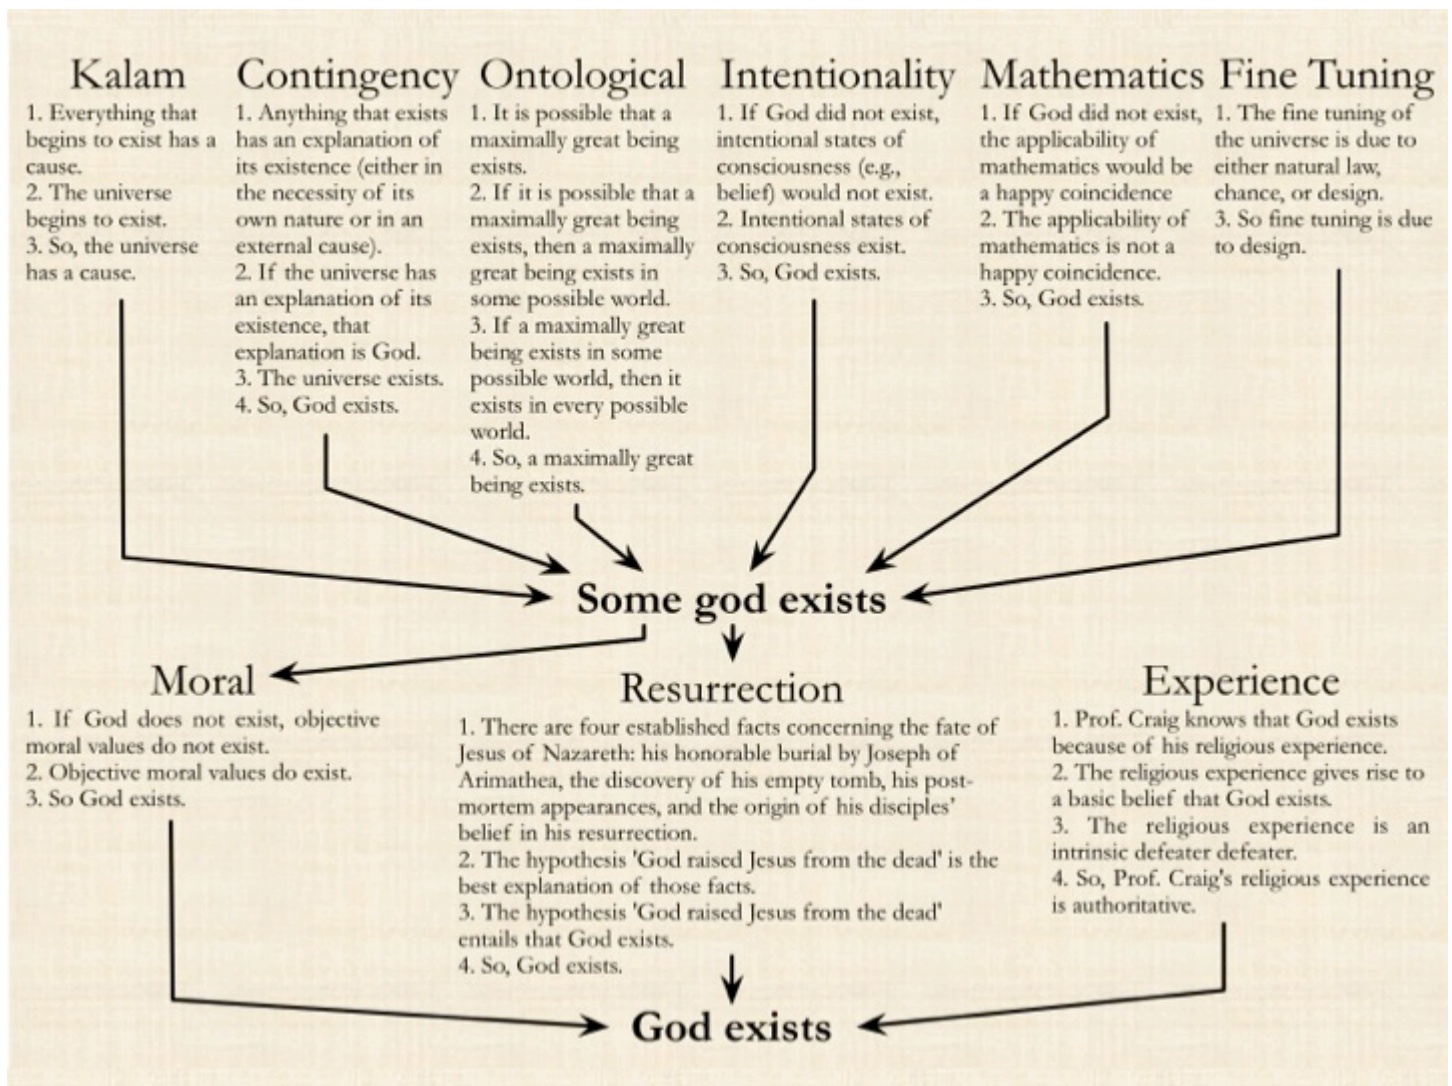 Kalam
1. Everything that
begins to exist has a
cause.
2. The universe
begins to exist.
3. So, the universe
has a cause.
Contingency
1. Anything that exists
has an explanation of
its existence (either in
the necessity of its
own nature or in an
external cause).
2. If the universe has
an explanation of its
existence, that
explanation is God.
3. The universe exists.
4. So, God exists.
Ontological
1. It is possible that a
maximally great being
exists.
2. If it is possible that a
maximally great being
exists, then a maximally
great being exists in
some possible world.
3. If a maximally great
being exists in some
possible world, then it
exists in every possible
world.
4. So, a maximally great
being exists.
Intentionality
1. If God did not exist,
intentional states of
consciousness (e.g.,
belief) would not exist.
2. Intentional states of
consciousness exist.
3. So, God exists.
Mathematics
1. If God did not exist,
the applicability of
mathematics would be
a happy coincidence
2. The applicability of
mathematics is not a
happy coincidence.
3. So, God exists.
Fine Tuning
1. The fine tuning of
the universe is due to
either natural law,
chance, or design.
3. So fine tuning is due
to design.
Some god exists
Moral
1. If God does not exist, objective
moral values do not exist.
2. Objective moral values do exist.
3. So God exists.
Resurrection
1. There are four established facts concerning the fate of
Jesus of Nazareth: his honorable burial by Joseph of
Arimathea, the discovery of his empty tomb, his post-
mortem appearances, and the origin of his disciples'
belief in his resurrection.
2. The hypothesis 'God raised Jesus from the dead' is the
best explanation of those facts.
3. The hypothesis 'God raised Jesus from the dead'
entails that God exists.
4. So, God exists.
Experience
1. Prof. Craig knows that God exists
because of his religious experience.
2. The religious experience gives rise to
a basic belief that God exists.
3. The religious experience is an
intrinsic defeater defeater.
4. So, Prof. Craig's religious experience
is authoritative.
God exists